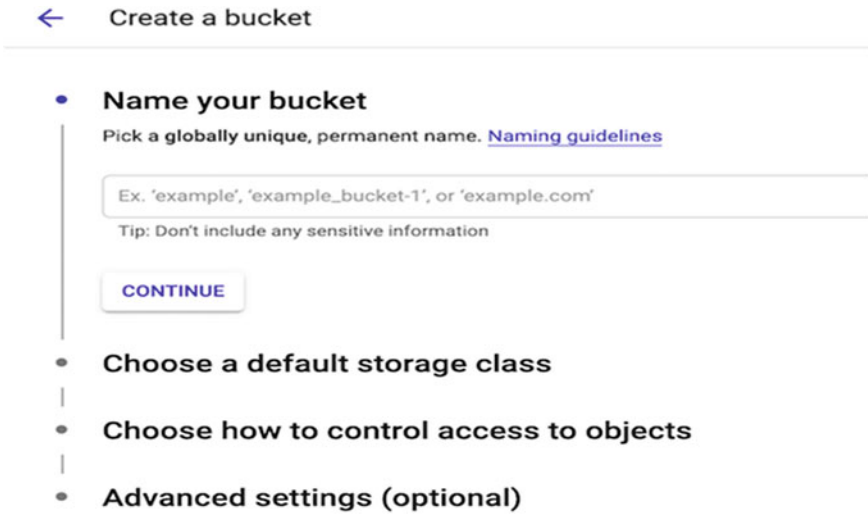 Create a bucket
Name your bucket
Pick a globally unique, permanent name. Naming guidelines
Ex. 'example', 'example_bucket-1', or 'example.com'
Tip: Don't include any sensitive information
CONTINUE
Choose a default storage class
Choose how to control access to objects
Advanced settings (optional)